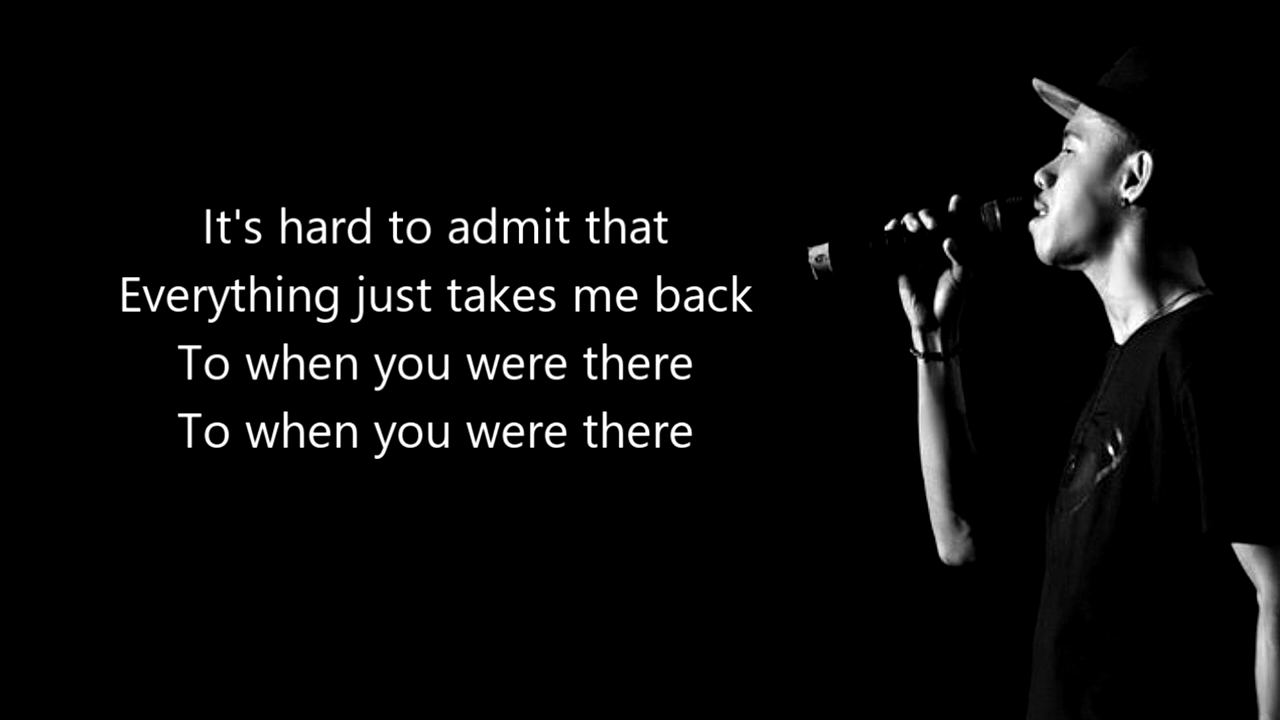 It's hard to admit that
Everything just takes me back
To when you were there
To when you were there